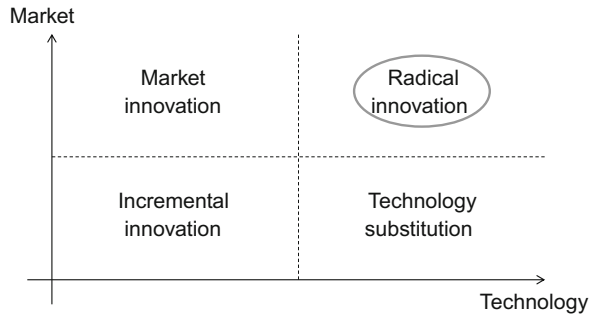 Market
Market
innovation
Radical
innovation
Incremental
innovation
Technology
substitution
Technology